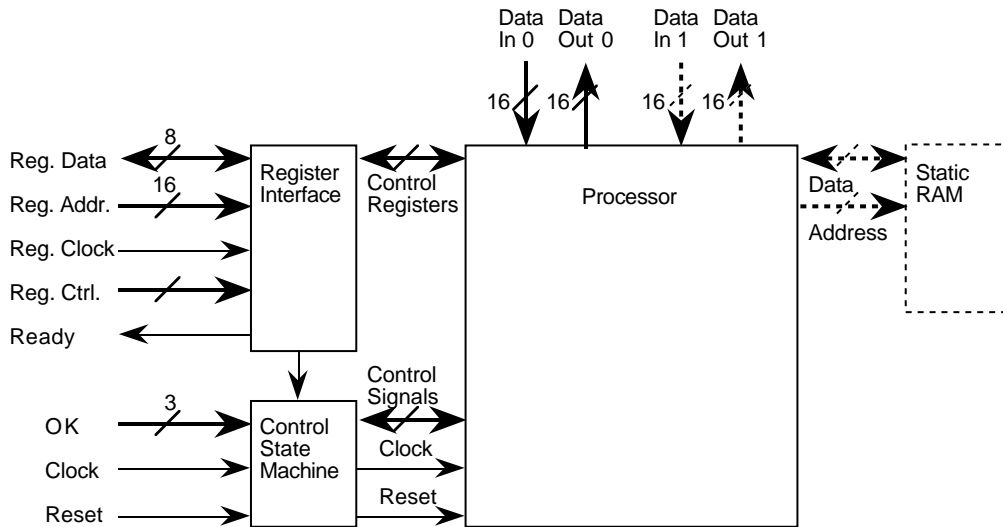 Data
In 0
Data
Out 0
Data
In 1
Data
Out 1
16
16
16
16
8
Reg. Data
16
Reg. Addr.
Reg. Clock
Reg. Ctrl.
Ready
Register
Interface
Control
Registers
Processor
Data
Address
Static
RAM
Control
Signals
3
OK
Clock
Reset
Control
State
Machine
Clock
Reset